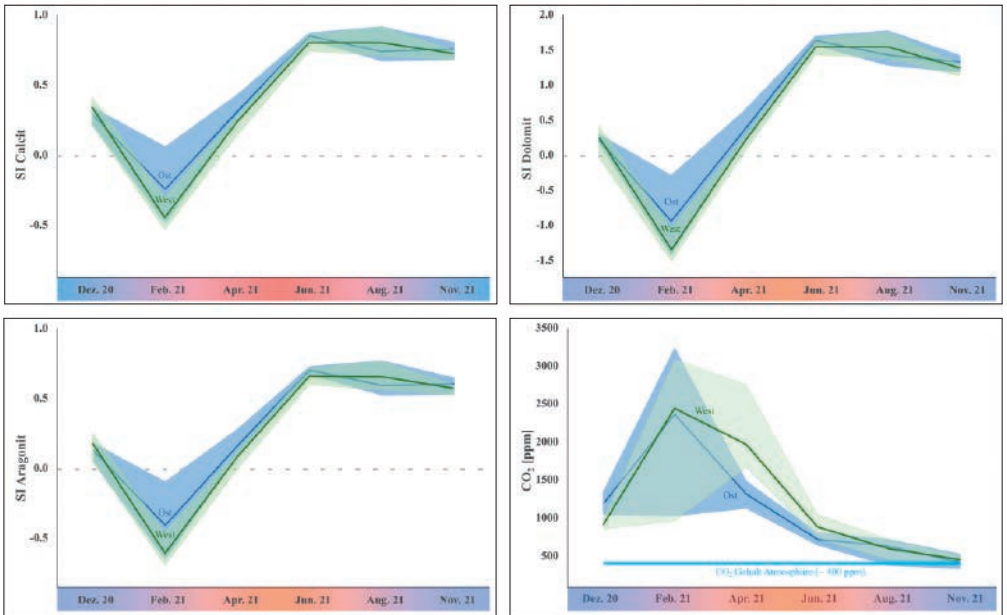 SI Calcit
1.0
0.5
0.0
-0.5
Ost
West
Dez. 20 Feb. 21 Apr. 21 Jun. 21 Aug. 21 Nov. 21
SI Dolomit
2.0
1.5
1.0
0.5
0.0
-0.5
-1.0
-1.5
Ost
West
Dez. 20 Feb. 21 Apr. 21 Jun. 21 Aug. 21 Nov. 21
SI Aragonit
1.0
0.5
0.0
-0.5
Ost
West
Dez. 20 Feb. 21 Apr. 21 Jun. 21 Aug. 21 Nov. 21
CO₂ [ppm]
3500
3000
2500
2000
1500
1000
500
West
Ost
CO₂ Gehalt Atmosphäre (~ 400 ppm)
Dez. 20 Feb. 21 Apr. 21 Jun. 21 Aug. 21 Nov. 21